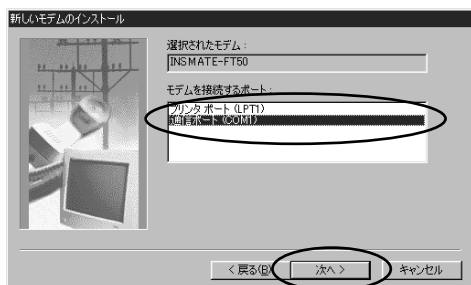 新しいモデムのインストール
選択されたモデム:
INSMATE-FT50
モデムを接続するポート:
プリンタ ポート (LPT1)
通信ポート (COM1)
< 戻る(B)
次へ >
キャンセル